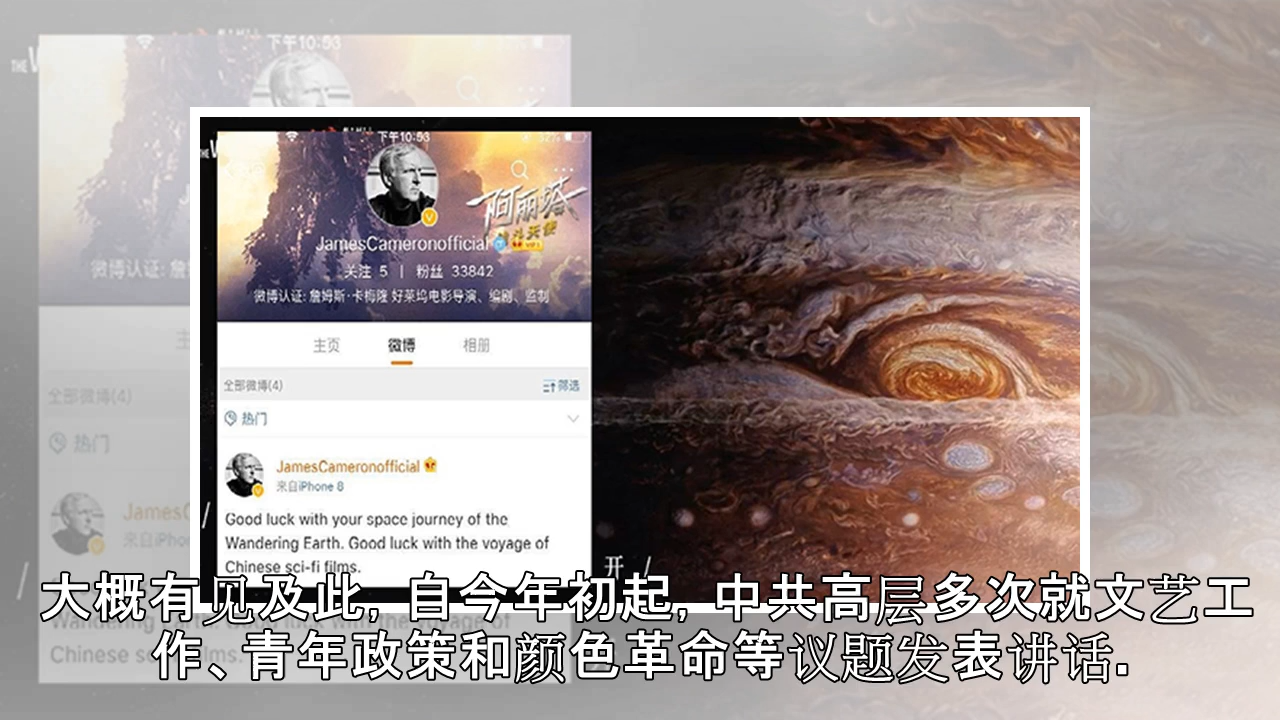 下午10:53
阿丽塔
战斗天使
JamesCameronofficial
关注 5 | 粉丝 33842
微博认证: 詹姆斯·卡梅隆 好莱坞电影导演、编剧、监制
主页 微博 相册
全部微博(4) 筛选
热门
JamesCameronofficial
来自iPhone 8
Good luck with your space journey of the
Wandering Earth. Good luck with the voyage of
Chinese sci-fi films.
开 /
大概有见及此, 自今年初起, 中共高层多次就文艺工
作、青年政策和颜色革命等议题发表讲话.